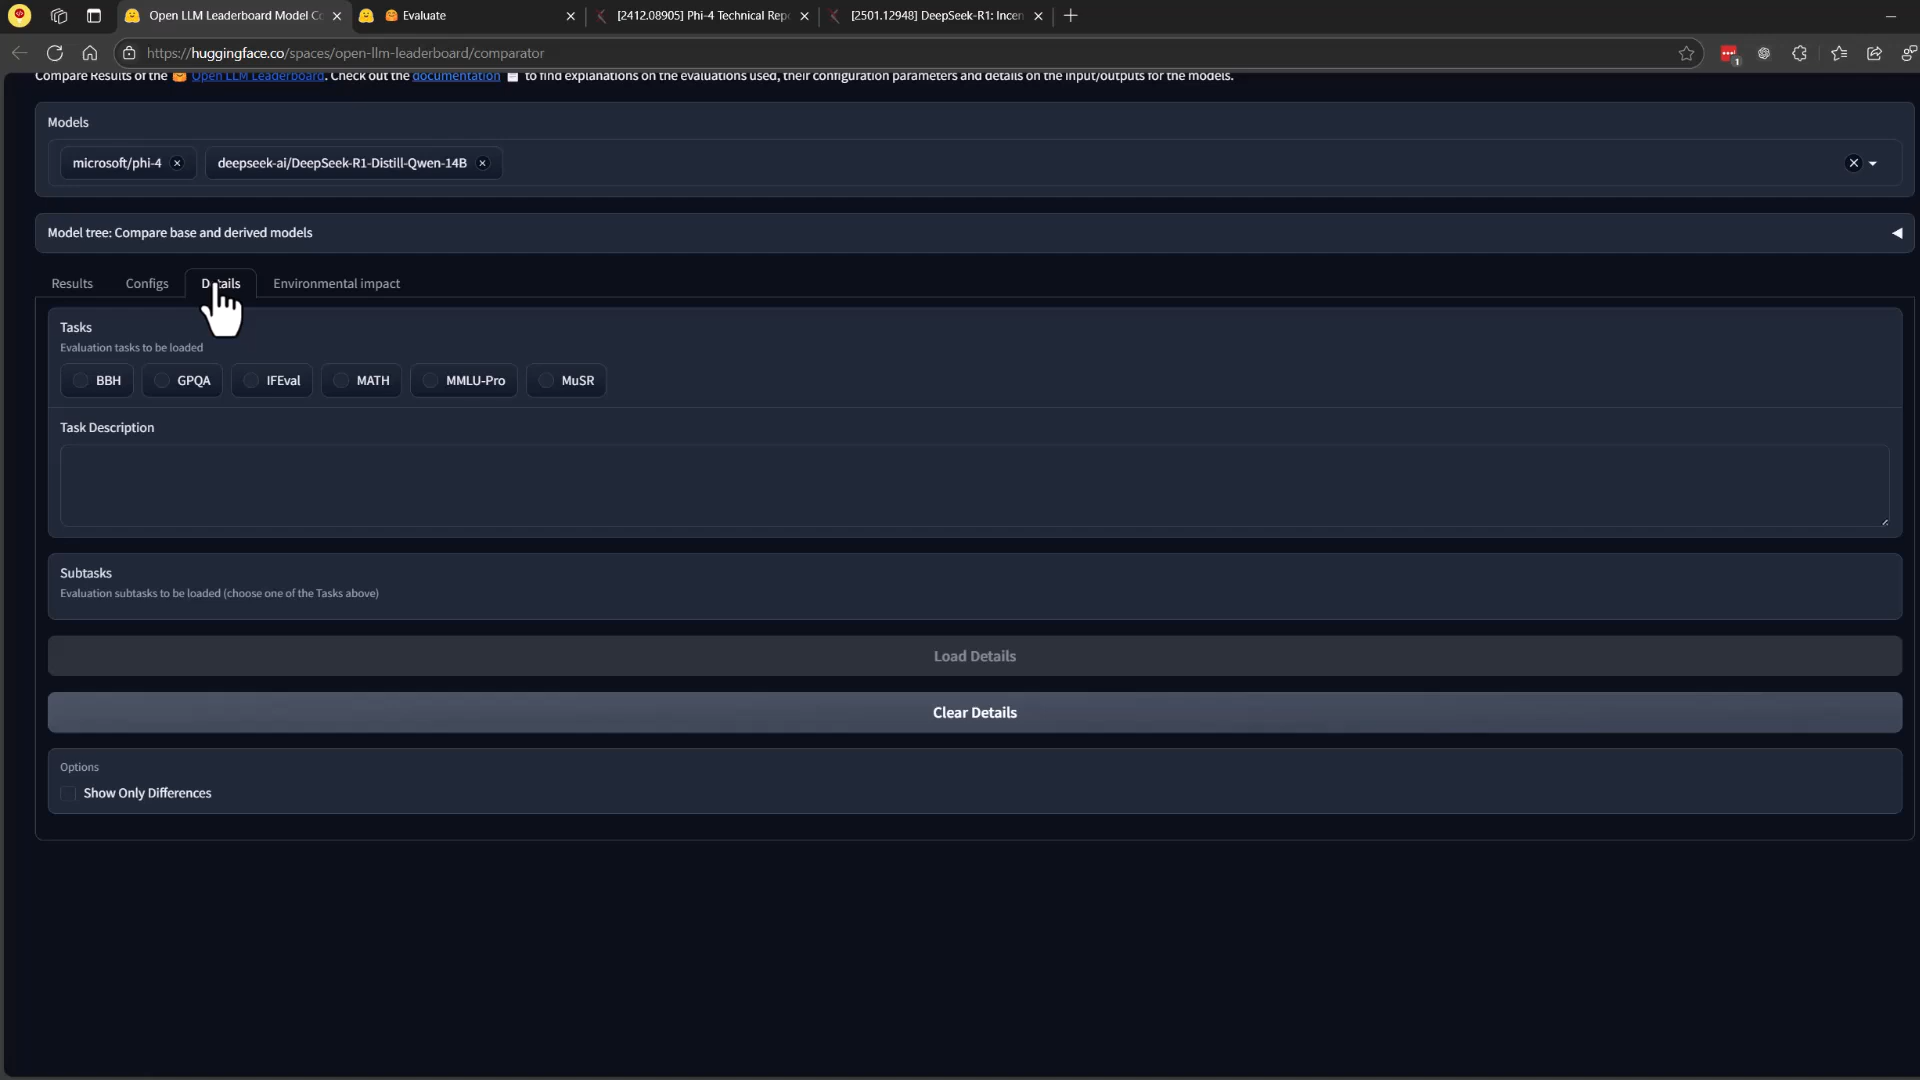 Open LLM Leaderboard Model Co
Evaluate
[2412.08905] Phi-4 Technical Repo
[2501.12948] DeepSeek-R1: Incen
https://huggingface.co/spaces/open-llm-leaderboard/comparator
1
Compare Results of the Open LLM Leaderboard. Check out the documentation to find explanations on the evaluations used, their configuration parameters and details on the input/outputs for the models.
Models
microsoft/phi-4
deepseek-ai/DeepSeek-R1-Distill-Qwen-14B
Model tree: Compare base and derived models
Results Configs Details Environmental impact
Tasks
Evaluation tasks to be loaded
BBH GPQA IFEval MATH MMLU-Pro MuSR
Task Description
Subtasks
Evaluation subtasks to be loaded (choose one of the Tasks above)
Load Details
Clear Details
Options
Show Only Differences